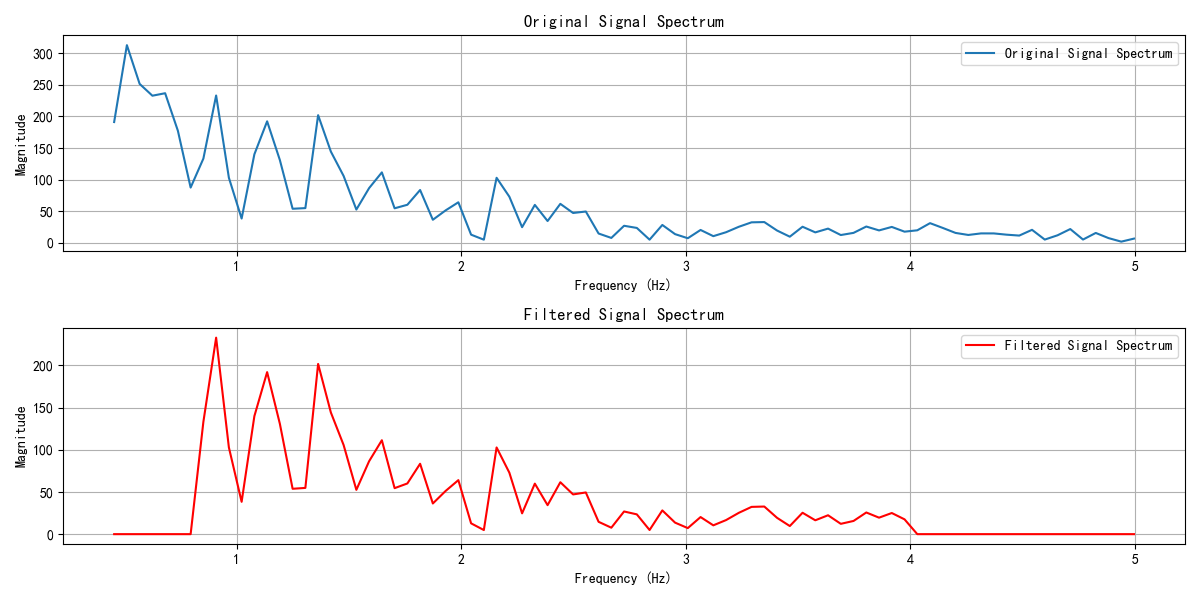 Original Signal Spectrum
300
250
200
150
100
50
0
Magnitude
Original Signal Spectrum
1 2 3 4 5
Frequency (Hz)
Filtered Signal Spectrum
200
150
100
50
0
Magnitude
Filtered Signal Spectrum
1 2 3 4 5
Frequency (Hz)